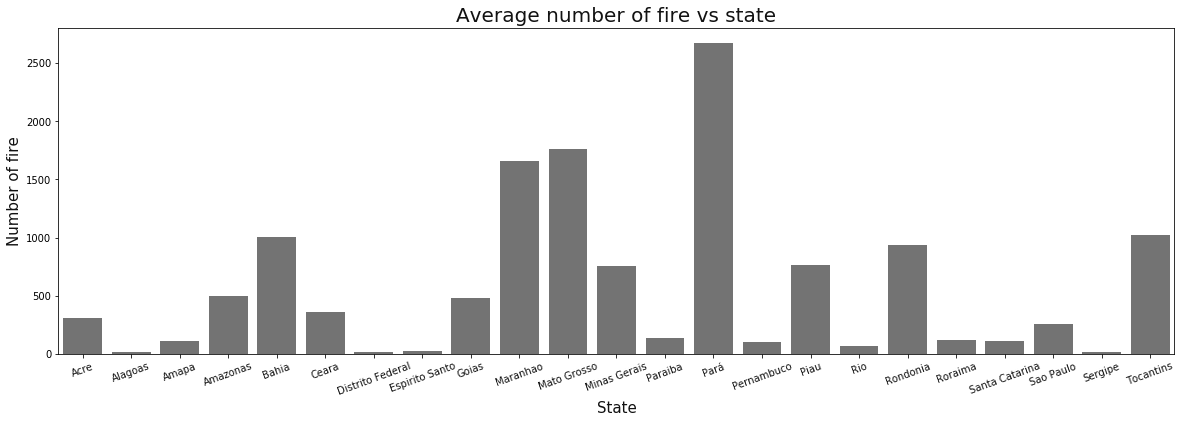 Average number of fire vs state
Number of fire
2500
2000
1500
1000
500
0
Acre
Alagoas
Amapa
Amazonas
Bahia
Ceara
Distrito Federal
Espirito Santo
Goias
Maranhao
Mato Grosso
Minas Gerais
Paraiba
Pará
Pernambuco
Piau
Rio
Rondonia
Roraima
Santa Catarina
Sao Paulo
Sergipe
Tocantins
State